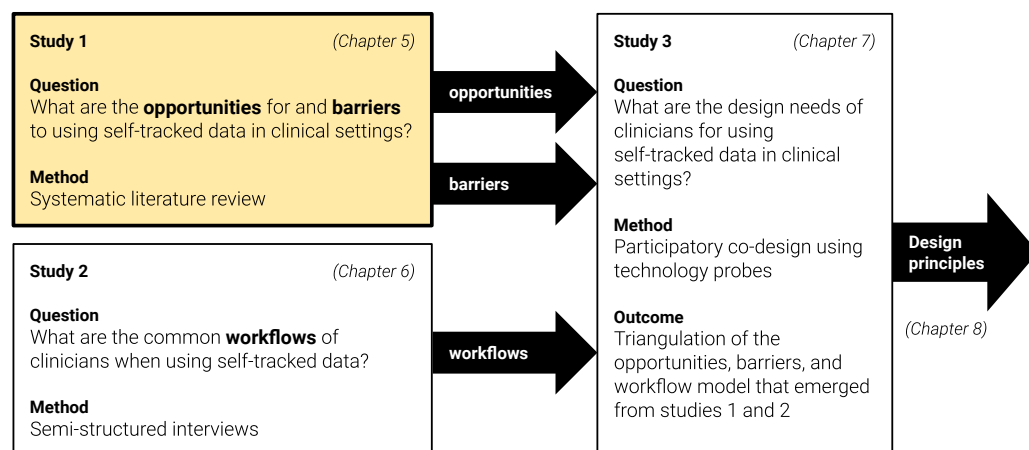 Study 1 (Chapter 5)
Question
What are the opportunities for and barriers
to using self-tracked data in clinical settings?
Method
Systematic literature review
opportunities
barriers
Study 2 (Chapter 6)
Question
What are the common workflows of
clinicians when using self-tracked data?
Method
Semi-structured interviews
workflows
Study 3 (Chapter 7)
Question
What are the design needs of
clinicians for using
self-tracked data in clinical
settings?
Method
Participatory co-design using
technology probes
Outcome
Triangulation of the
opportunities, barriers, and
workflow model that emerged
from studies 1 and 2
Design
principles
(Chapter 8)